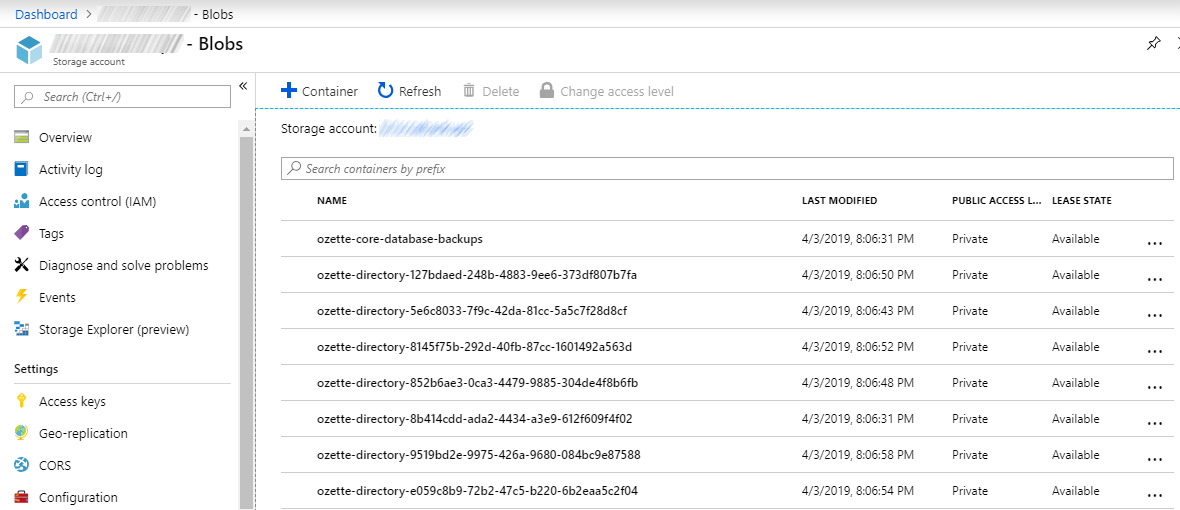 Dashboard > - Blobs
- Blobs
Storage account
Search (Ctrl+/)
«
Overview
Activity log
Access control (IAM)
Tags
Diagnose and solve problems
Events
Storage Explorer (preview)
Settings
Access keys
Geo-replication
CORS
Configuration
Container Refresh Delete Change access level
Storage account:
Search containers by prefix
NAME LAST MODIFIED PUBLIC ACCESS L... LEASE STATE
ozette-core-database-backups 4/3/2019, 8:06:31 PM Private Available ...
ozette-directory-127bdaed-248b-4883-9ee6-373df807b7fa 4/3/2019, 8:06:50 PM Private Available ...
ozette-directory-5e6c8033-7f9c-42da-81cc-5a5c7f28d8cf 4/3/2019, 8:06:43 PM Private Available ...
ozette-directory-8145f75b-292d-40fb-87cc-1601492a563d 4/3/2019, 8:06:52 PM Private Available ...
ozette-directory-852b6ae3-0ca3-4479-9885-304de4f8b6fb 4/3/2019, 8:06:48 PM Private Available ...
ozette-directory-8b414cdd-ada2-4434-a3e9-612f609f4f02 4/3/2019, 8:06:31 PM Private Available ...
ozette-directory-9519bd2e-9975-426a-9680-084bc9e87588 4/3/2019, 8:06:58 PM Private Available ...
ozette-directory-e059c8b9-72b2-47c5-b220-6b2eaa5c2f04 4/3/2019, 8:06:54 PM Private Available ...